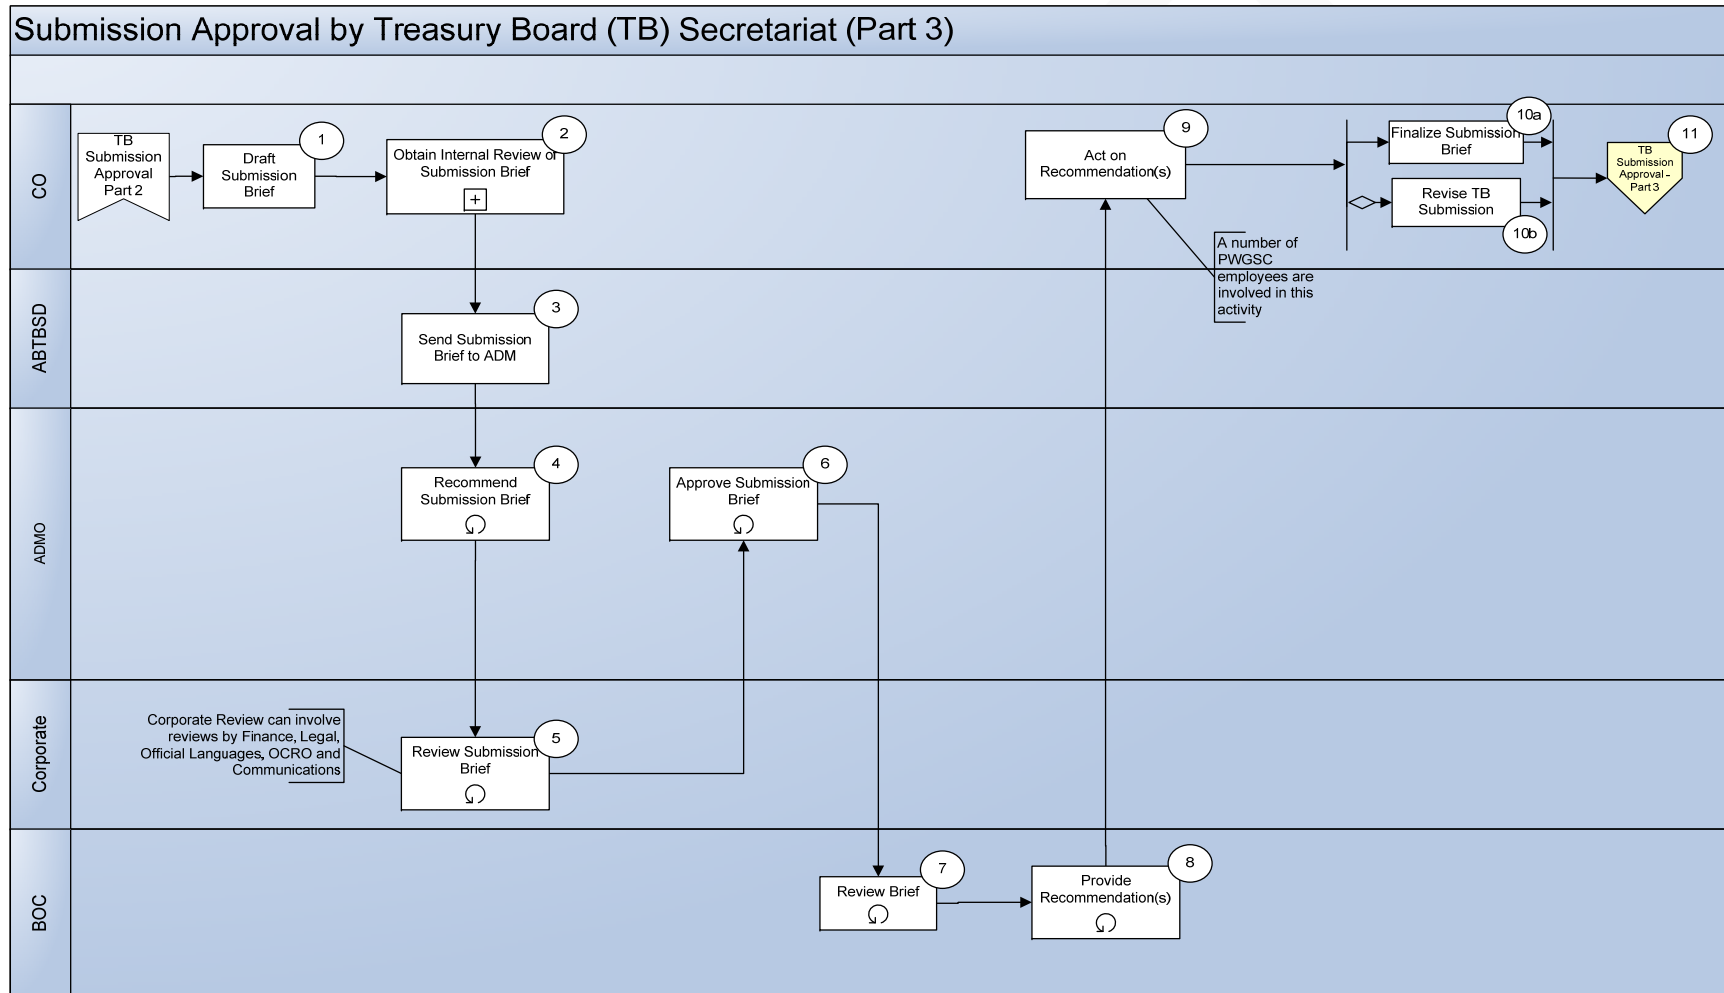 Submission Approval by Treasury Board (TB) Secretariat (Part 3)
CO
TB
Submission
Approval
Part 2
Draft
Submission
Brief
1
Obtain Internal Review of
Submission Brief
+
2
Act on
Recommendation(s)
9
A number of
PWGSC
employees are
involved in this
activity
Finalize Submission
Brief
10a
Revise TB
Submission
10b
TB
Submission
Approval -
Part 3
11
ABTBSD
Send Submission
Brief to ADM
3
ADMO
Recommend
Submission Brief
4
Approve Submission
Brief
6
Corporate
Corporate Review can involve
reviews by Finance, Legal,
Official Languages, OCRO and
Communications
Review Submission
Brief
5
BOC
Review Brief
7
Provide
Recommendation(s)
8